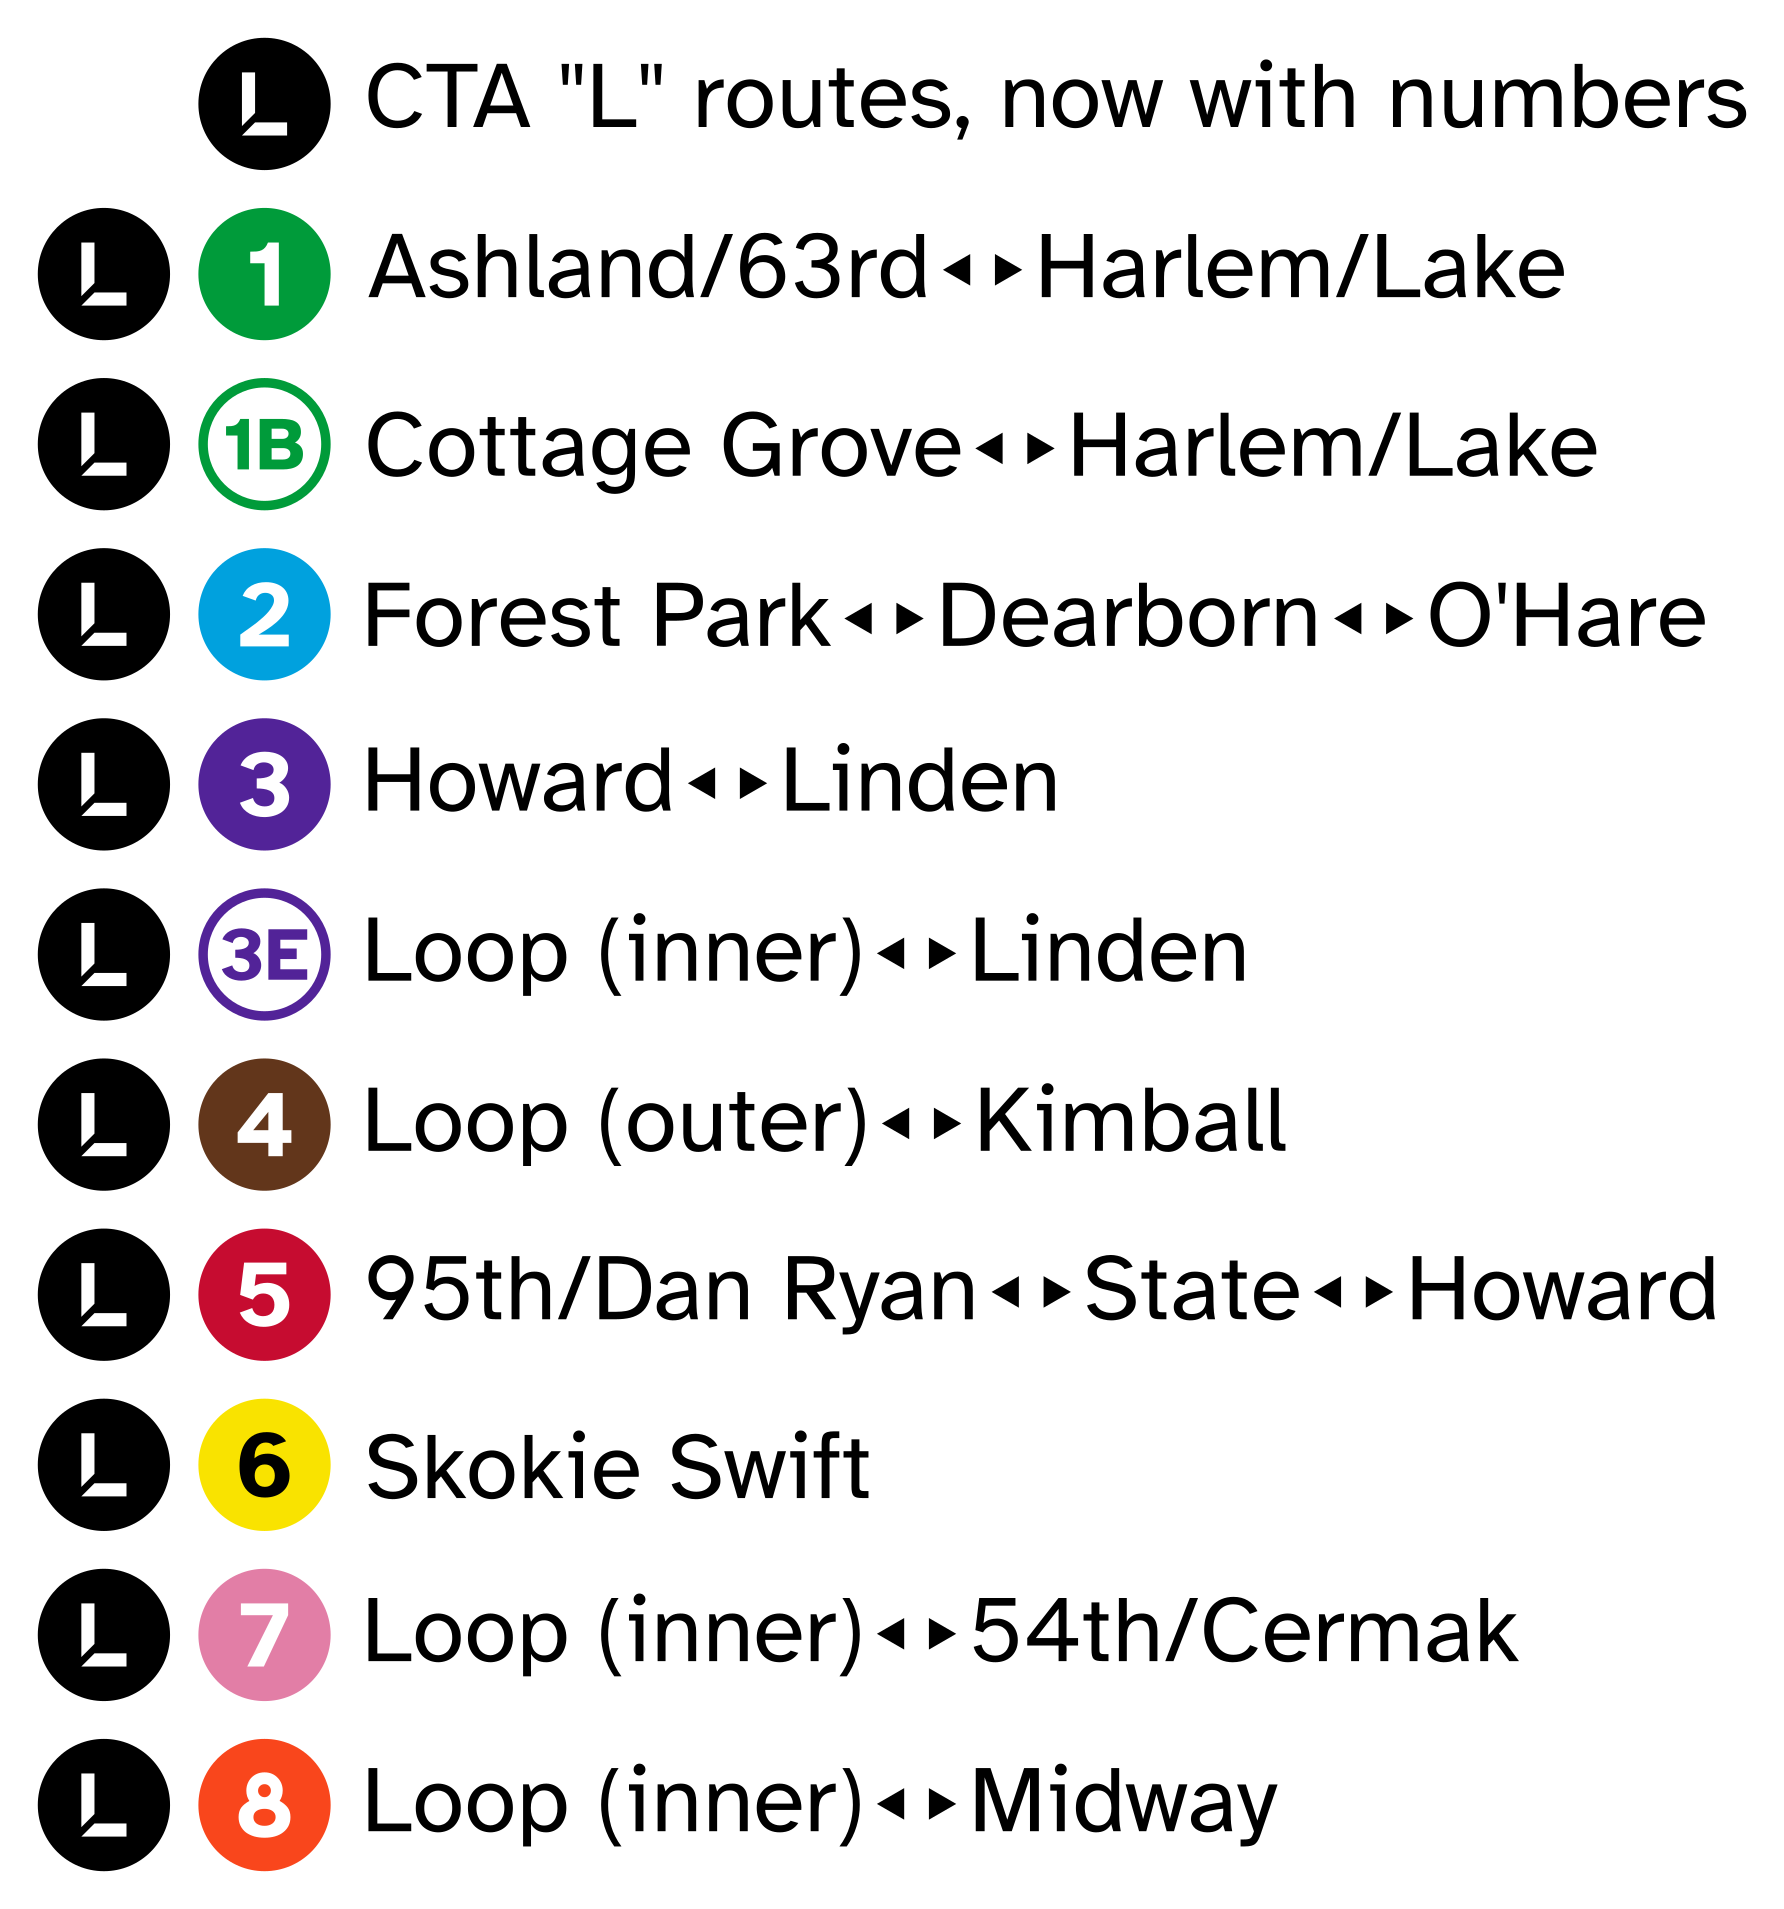 L CTA "L" routes, now with numbers
L 1 Ashland/63rd◂ ▸Harlem/Lake
L 1B Cottage Grove◂ ▸Harlem/Lake
L 2 Forest Park◂ ▸Dearborn◂ ▸O'Hare
L 3 Howard◂ ▸Linden
L 3E Loop (inner)◂ ▸Linden
L 4 Loop (outer)◂ ▸Kimball
L 5 95th/Dan Ryan◂ ▸State◂ ▸Howard
L 6 Skokie Swift
L 7 Loop (inner)◂ ▸54th/Cermak
L 8 Loop (inner)◂ ▸Midway